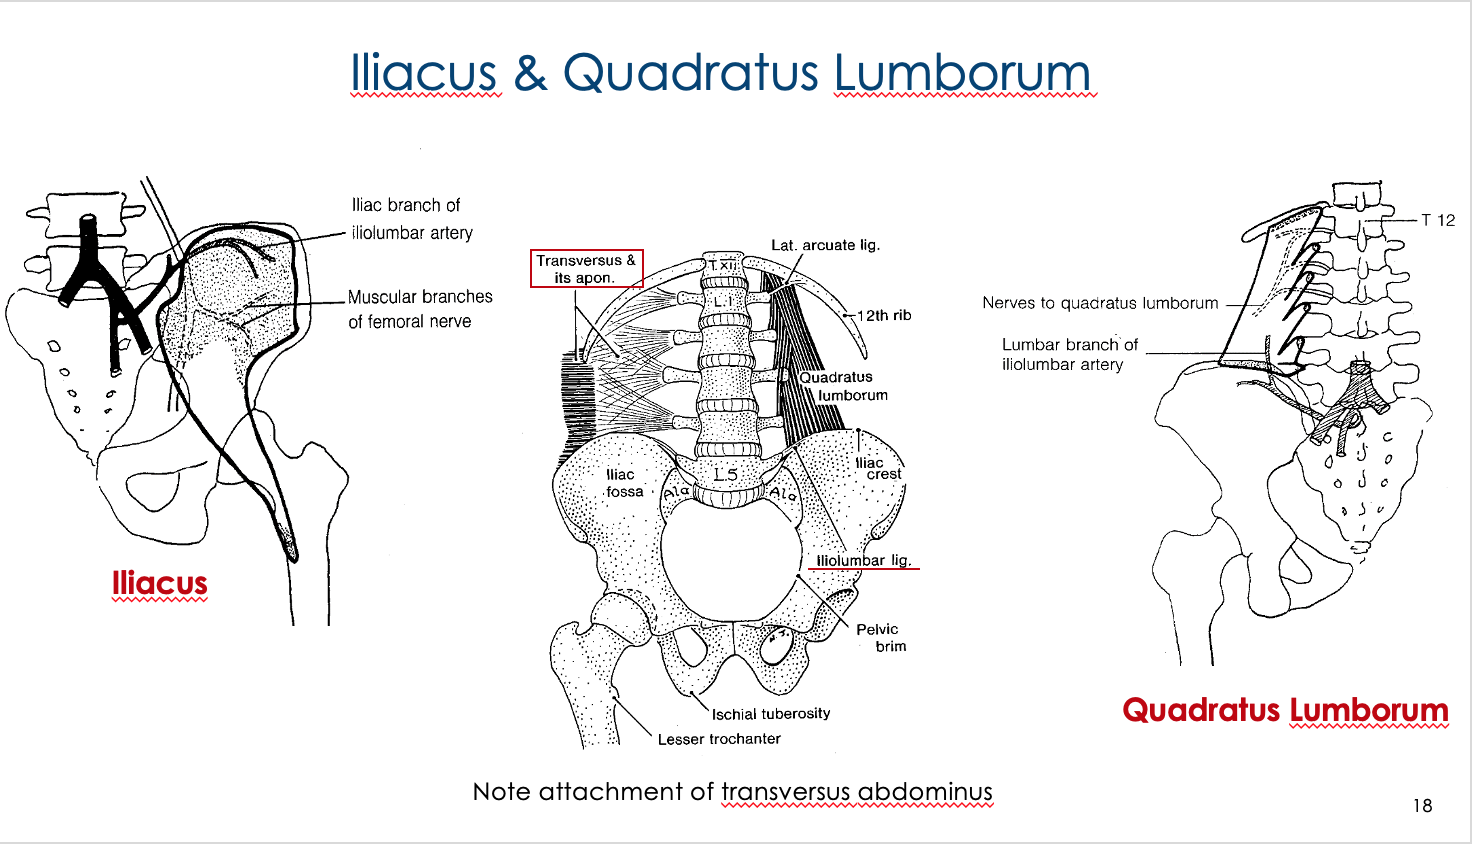 Iliacus & Quadratus Lumborum
Iliac branch of
iliolumbar artery
Muscular branches
of femoral nerve
Iliacus
Transversus &
its apon.
Lat. arcuate lig.
T.XII
L.I
12th rib
Quadratus
lumborum
Iliac
fossa
Ala
L5
Ala
Iliac
crest
Iliolumbar lig.
Pelvic
brim
Ischial tuberosity
Lesser trochanter
T 12
Nerves to quadratus lumborum
Lumbar branch of
iliolumbar artery
Quadratus Lumborum
Note attachment of transversus abdominus
18